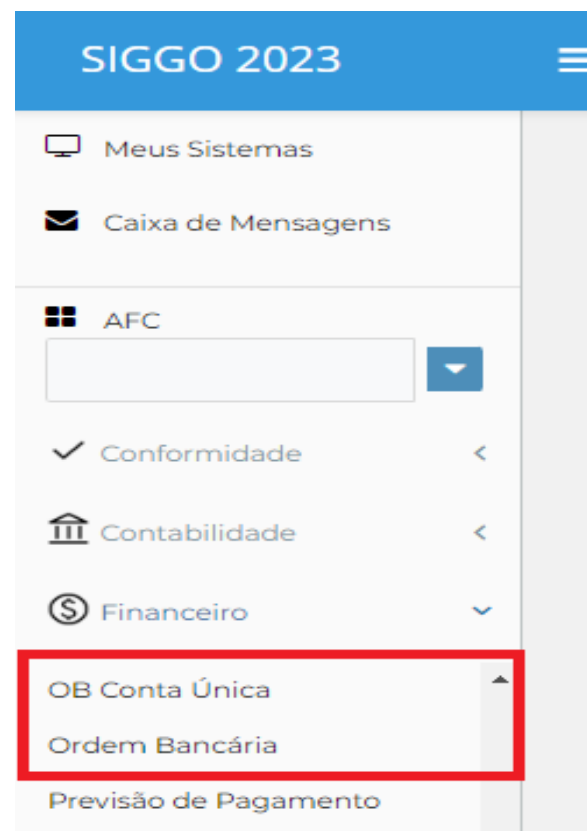 SIGGO 2023
Meus Sistemas
Caixa de Mensagens
AFC
Conformidade
Contabilidade
Financeiro
OB Conta Única
Ordem Bancária
Previsão de Pagamento